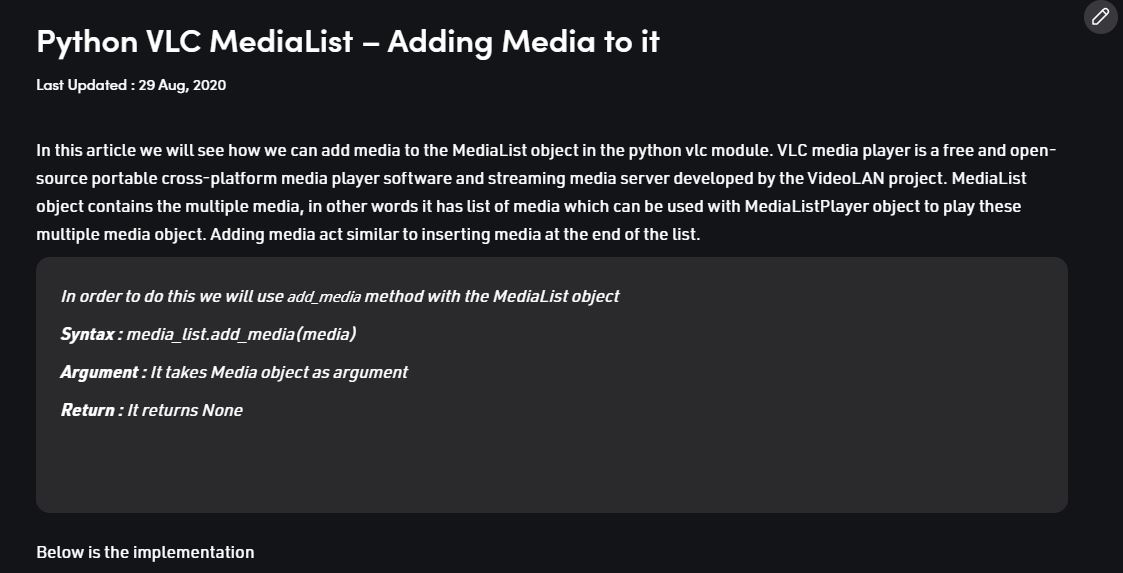 Python VLC MediaList – Adding Media to it
Last Updated : 29 Aug, 2020
In this article we will see how we can add media to the MediaList object in the python vlc module. VLC media player is a free and open-
source portable cross-platform media player software and streaming media server developed by the VideoLAN project. MediaList
object contains the multiple media, in other words it has list of media which can be used with MediaListPlayer object to play these
multiple media object. Adding media act similar to inserting media at the end of the list.
In order to do this we will use add_media method with the MediaList object
Syntax : media_list.add_media(media)
Argument : It takes Media object as argument
Return : It returns None
Below is the implementation